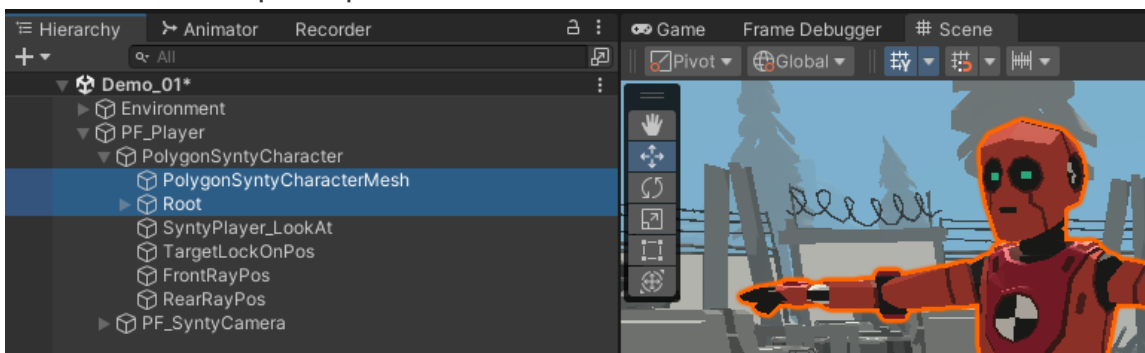 Hierarchy Animator Recorder
Game Frame Debugger Scene
All
Pivot Global
Demo_01*
Environment
PF_Player
PolygonSyntyCharacter
PolygonSyntyCharacterMesh
Root
SyntyPlayer_LookAt
TargetLockOnPos
FrontRayPos
RearRayPos
PF_SyntyCamera